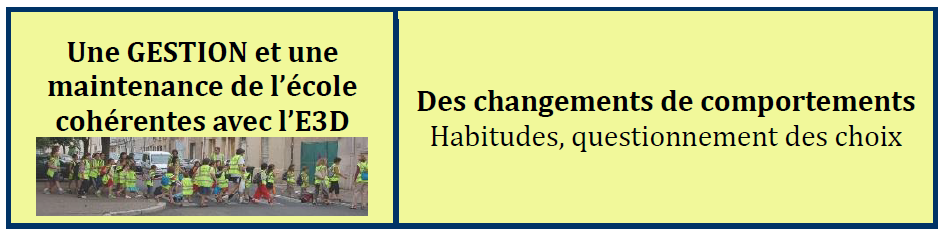 Une GESTION et une
maintenance de l’école
cohérentes avec l’E3D
Des changements de comportements
Habitudes, questionnement des choix